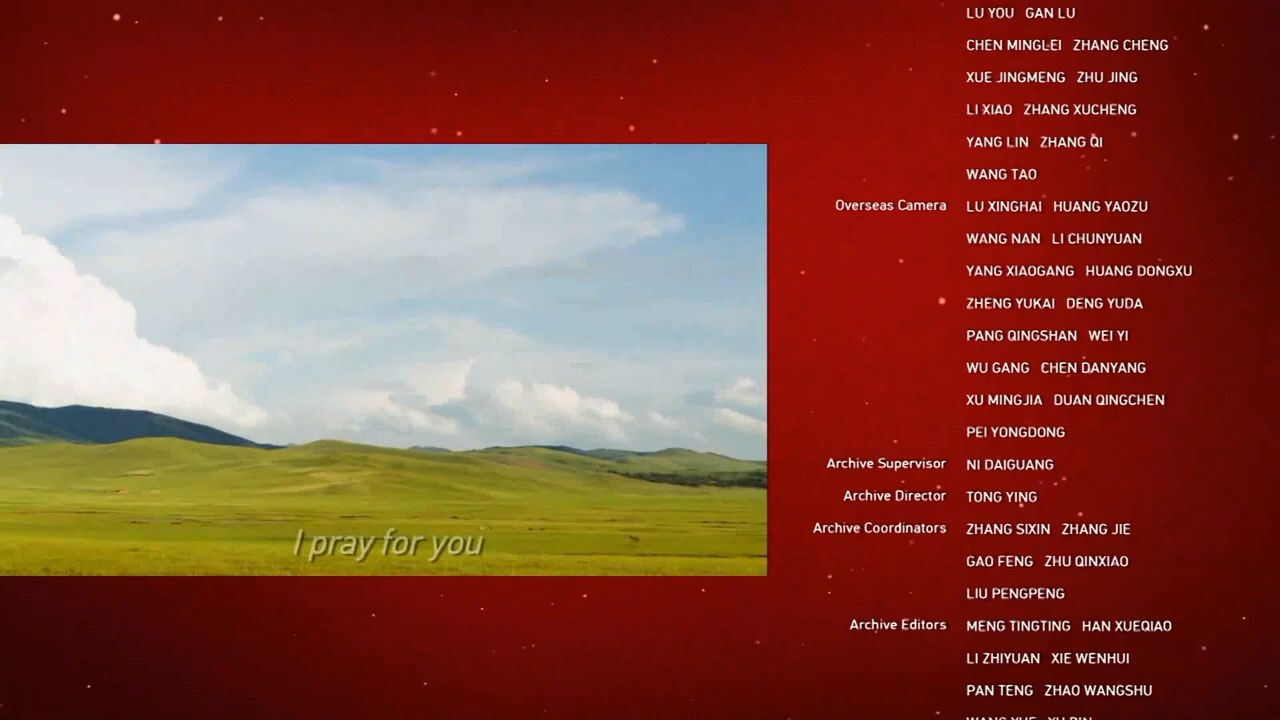 LU YOU GAN LU
CHEN MINGLEI ZHANG CHENG
XUE JINGMENG ZHU JING
LI XIAO ZHANG XUCHENG
YANG LIN ZHANG QI
WANG TAO
Overseas Camera LU XINGHAI HUANG YAOZU
WANG NAN LI CHUNYUAN
YANG XIAOGANG HUANG DONGXU
ZHENG YUKAI DENG YUDA
PANG QINGSHAN WEI YI
WU GANG CHEN DANYANG
XU MINGJIA DUAN QINGCHEN
PEI YONGDONG
Archive Supervisor NI DAIGUANG
Archive Director TONG YING
Archive Coordinators ZHANG SIXIN ZHANG JIE
GAO FENG ZHU QINXIAO
LIU PENGPENG
Archive Editors MENG TINGTING HAN XUEQIAO
LI ZHIYUAN XIE WENHUI
PAN TENG ZHAO WANGSHU
I pray for you